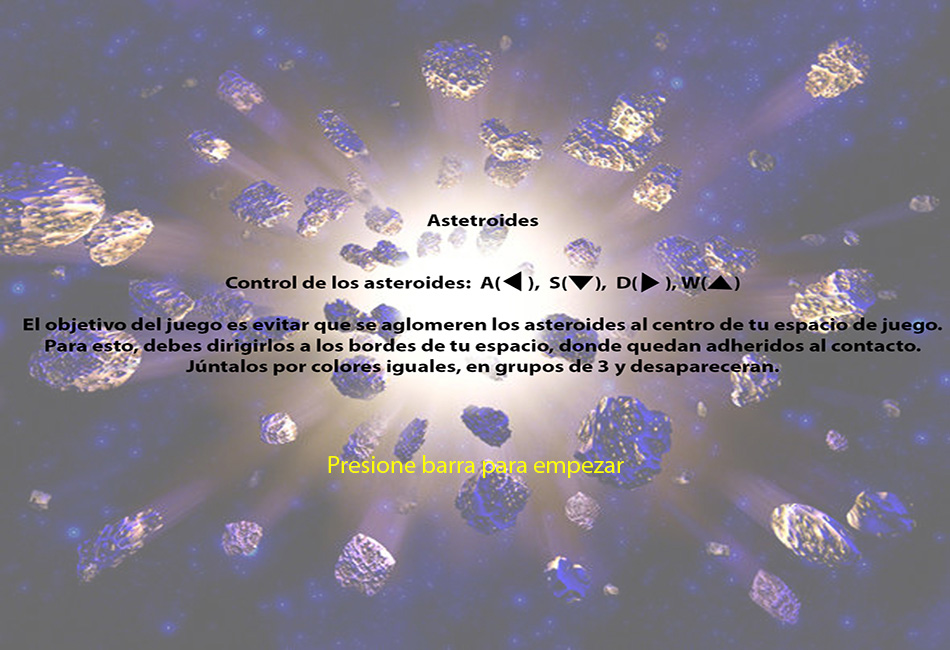 Astetroides
Control de los asteroides: A(◀), S(▼), D(▶), W(▲)
El objetivo del juego es evitar que se aglomeren los asteroides al centro de tu espacio de juego.
Para esto, debes dirigirlos a los bordes de tu espacio, donde quedan adheridos al contacto.
Júntalos por colores iguales, en grupos de 3 y desapareceran.
Presione barra para empezar